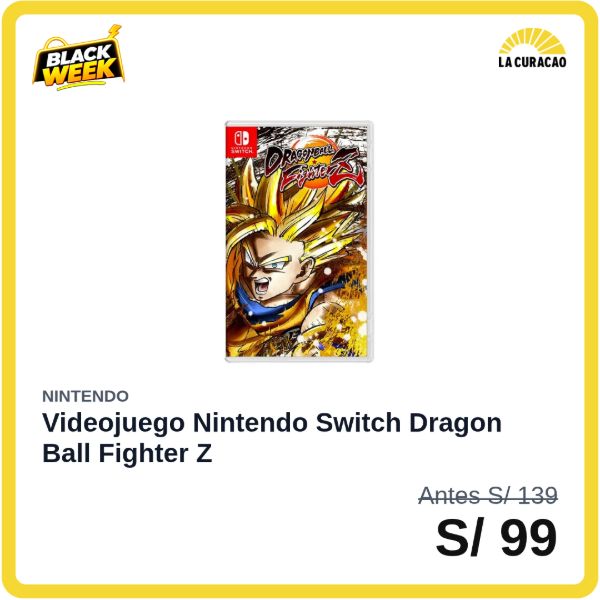 BLACK
WEEK
LA CURACAO
NINTENDO
SWITCH
DRAGONBALL
FighterZ
NINTENDO
Videojuego Nintendo Switch Dragon
Ball Fighter Z
Antes S/ 139
S/ 99